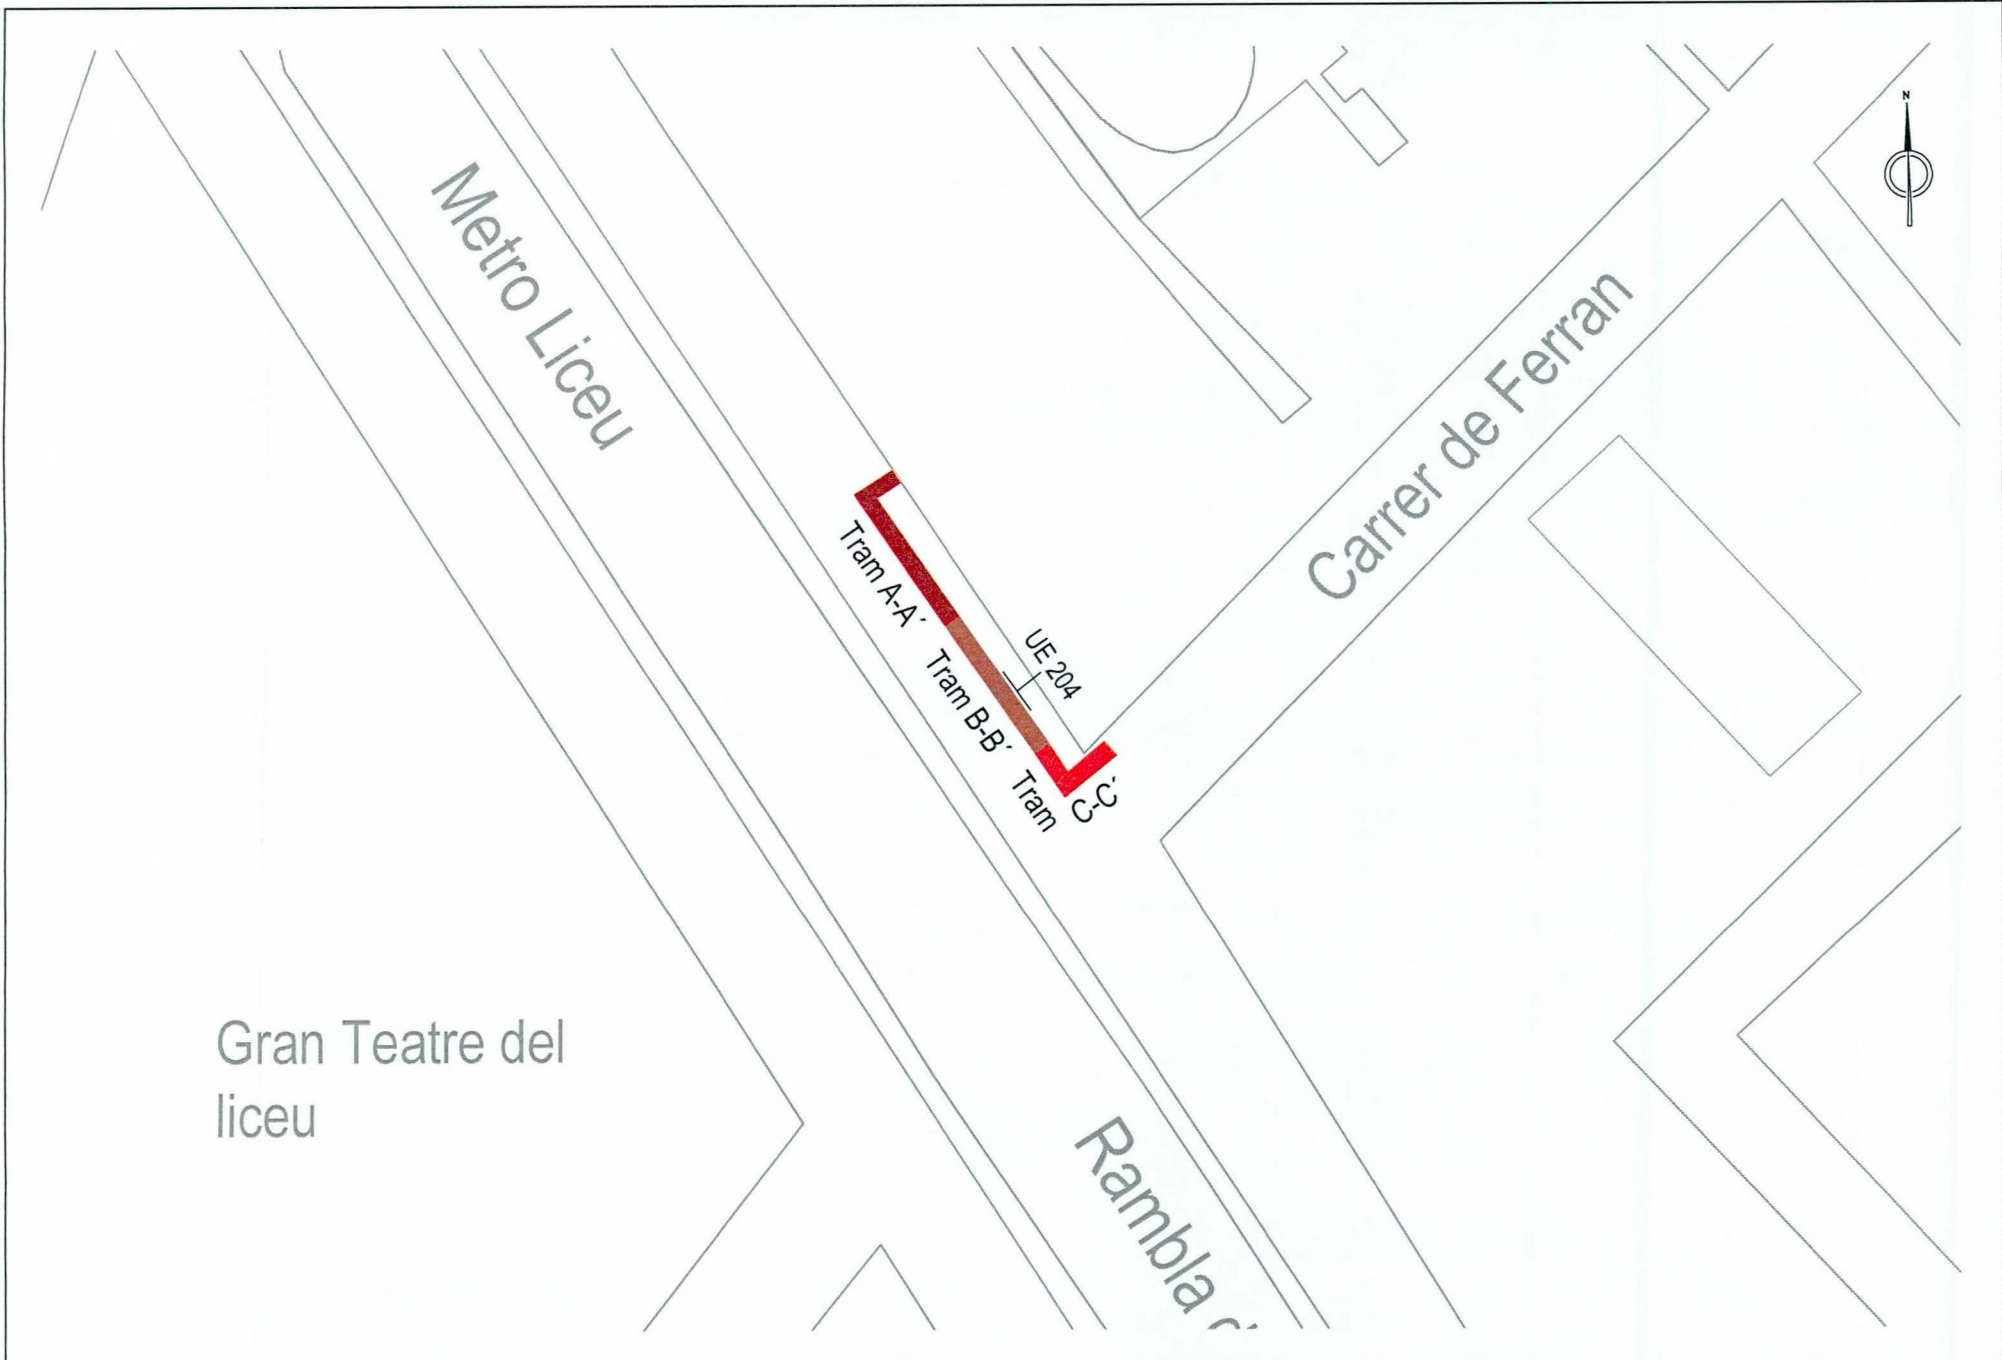 N
Metro Liceu
Carrer de Ferran
Tram A-A´
UE 204
Tram B-B´
Tram
C-C´
Gran Teatre del
liceu
Rambla